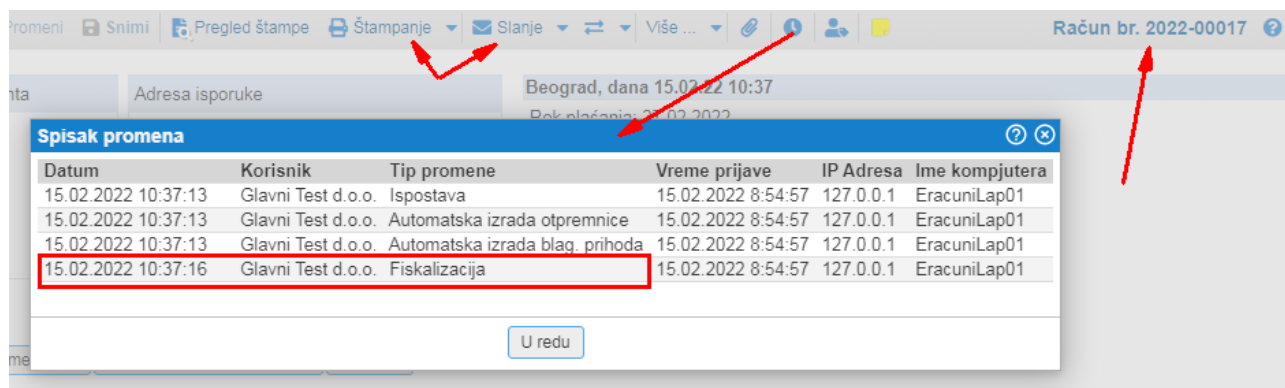 Promeni Snimi Pregled štampe Štampanje Slanje Više ... Račun br. 2022-00017
Adresa isporuke
Beograd, dana 15.02.22 10:37
Rok plaćanja: 02.2022
Spisak promena
Datum Korisnik Tip promene Vreme prijave IP Adresa Ime kompjutera
15.02.2022 10:37:13 Glavni Test d.o.o. Ispostava 15.02.2022 8:54:57 127.0.0.1 EracuniLap01
15.02.2022 10:37:13 Glavni Test d.o.o. Automatska izrada otpremnice 15.02.2022 8:54:57 127.0.0.1 EracuniLap01
15.02.2022 10:37:13 Glavni Test d.o.o. Automatska izrada blag. prihoda 15.02.2022 8:54:57 127.0.0.1 EracuniLap01
15.02.2022 10:37:16 Glavni Test d.o.o. Fiskalizacija 15.02.2022 8:54:57 127.0.0.1 EracuniLap01
U redu